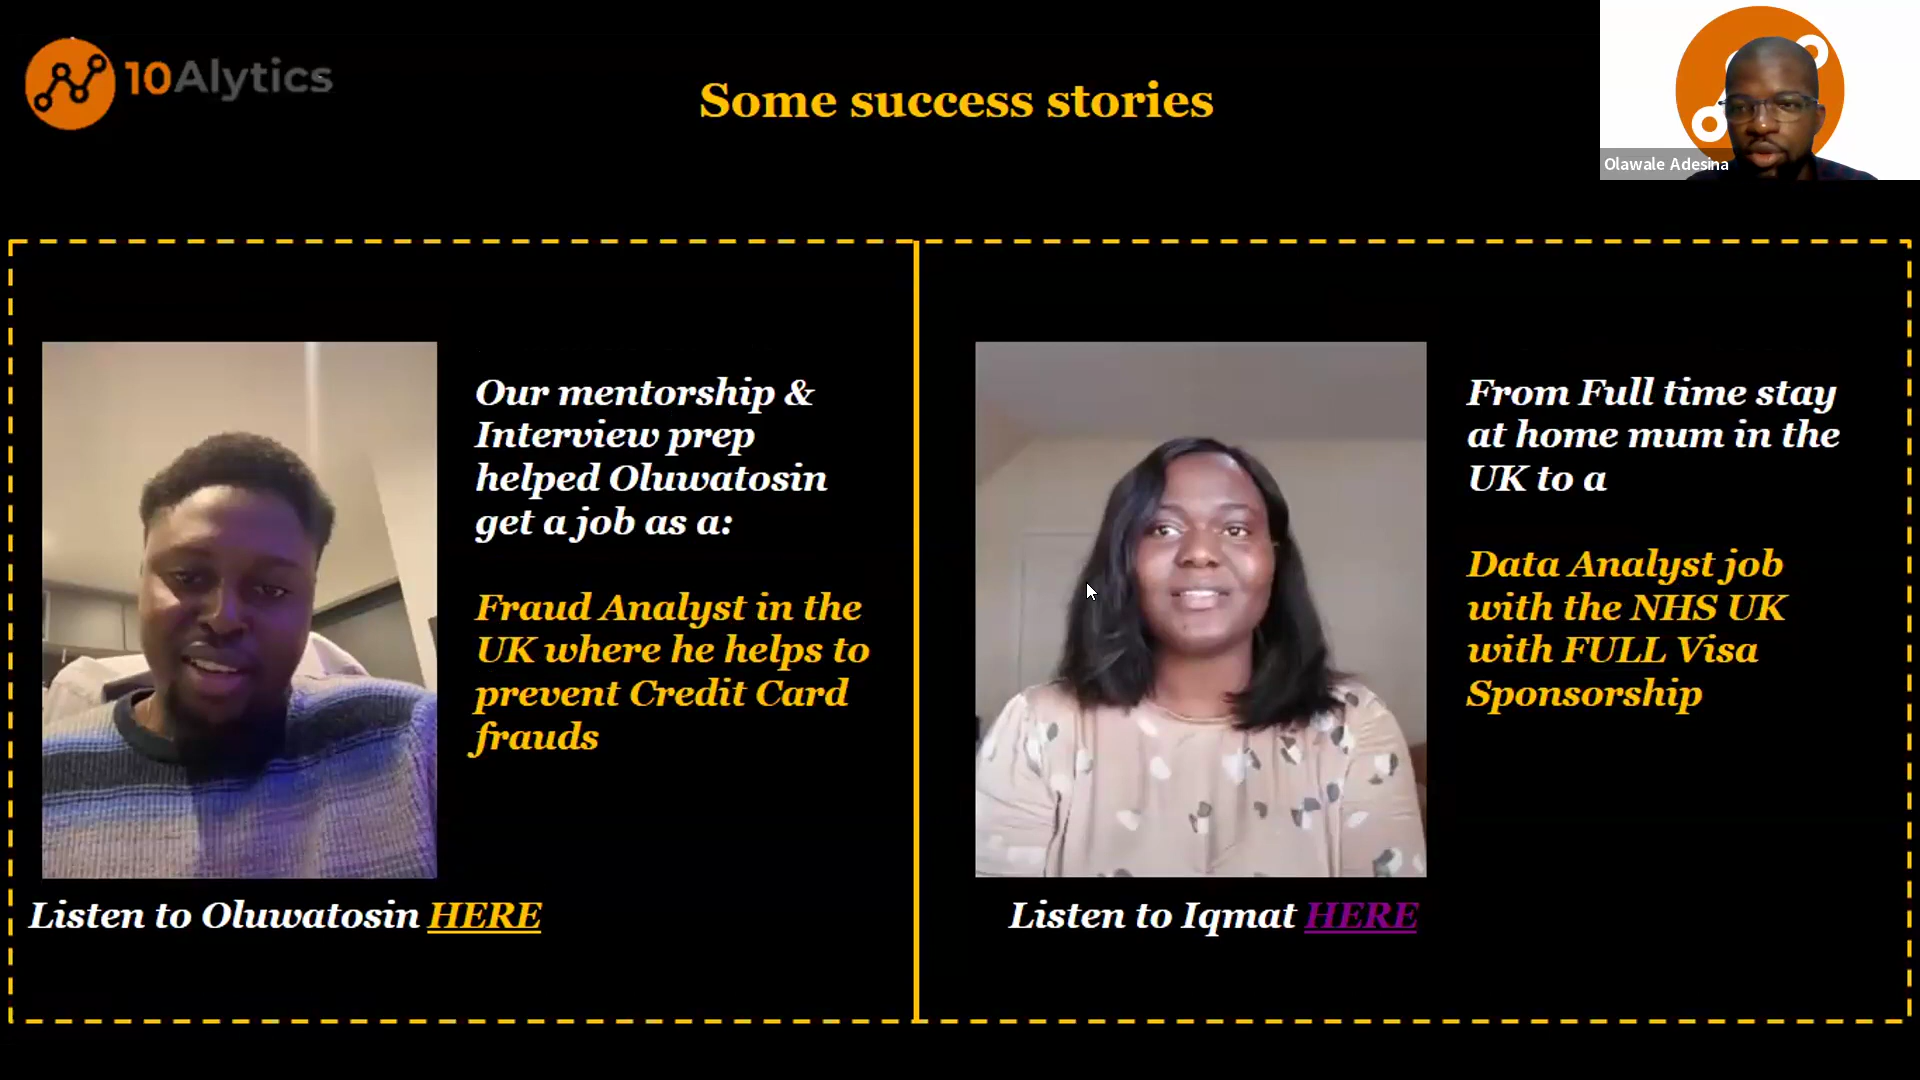 10Alytics
Some success stories
Olawale Adesina
Our mentorship &
Interview prep
helped Oluwatosin
get a job as a:
Fraud Analyst in the
UK where he helps to
prevent Credit Card
frauds
Listen to Oluwatosin HERE
From Full time stay
at home mum in the
UK to a
Data Analyst job
with the NHS UK
with FULL Visa
Sponsorship
Listen to Iqmat HERE